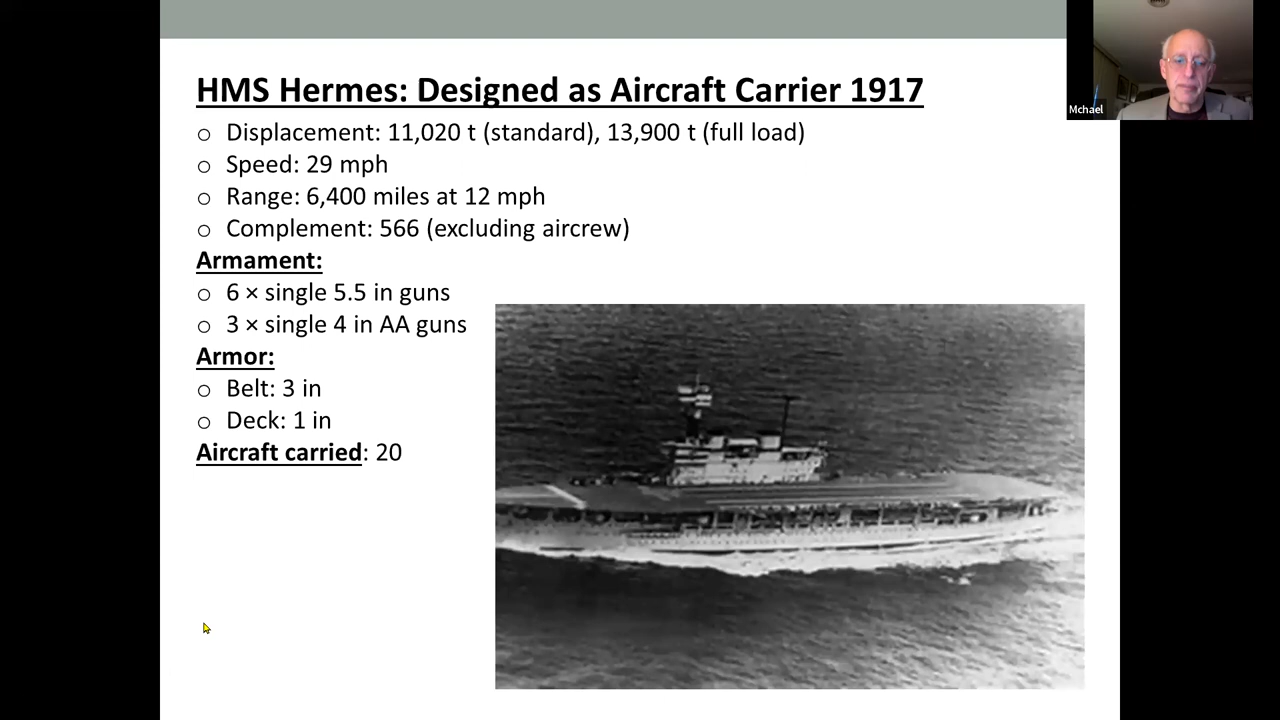 HMS Hermes: Designed as Aircraft Carrier 1917
○ Displacement: 11,020 t (standard), 13,900 t (full load)
○ Speed: 29 mph
○ Range: 6,400 miles at 12 mph
○ Complement: 566 (excluding aircrew)
Armament:
○ 6 × single 5.5 in guns
○ 3 × single 4 in AA guns
Armor:
○ Belt: 3 in
○ Deck: 1 in
Aircraft carried: 20
Mchael